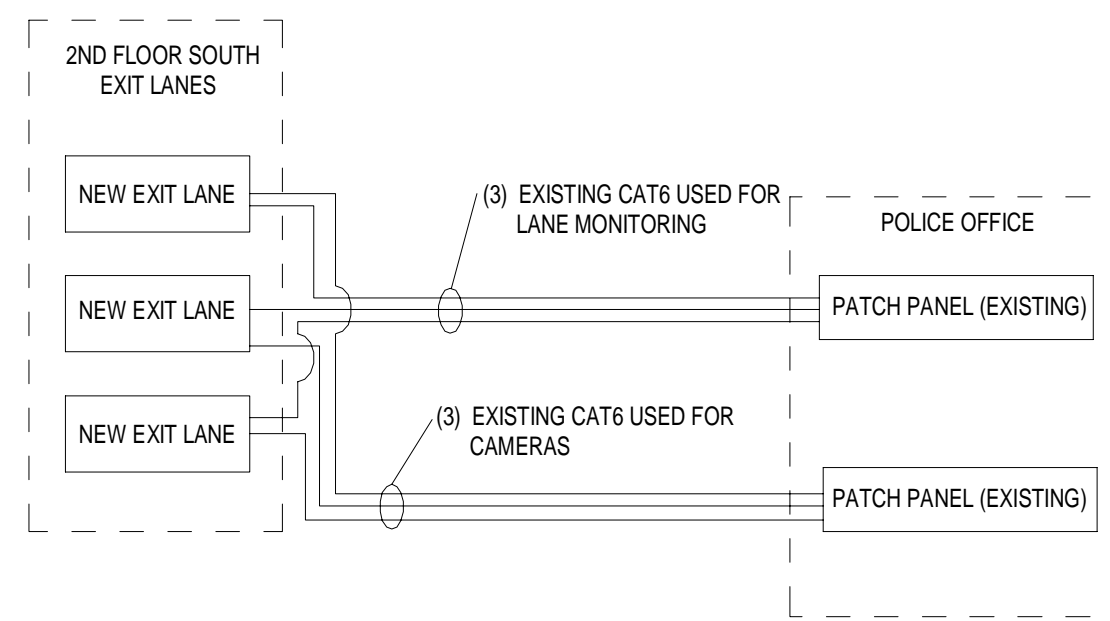 2ND FLOOR SOUTH
EXIT LANES
NEW EXIT LANE
(3) EXISTING CAT6 USED FOR
LANE MONITORING
POLICE OFFICE
NEW EXIT LANE
PATCH PANEL (EXISTING)
NEW EXIT LANE
(3) EXISTING CAT6 USED FOR
CAMERAS
PATCH PANEL (EXISTING)